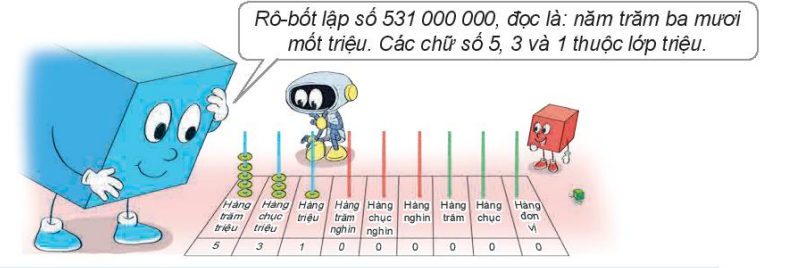 Rô-bốt lập số 531 000 000, đọc là: năm trăm ba mươi
mốt triệu. Các chữ số 5, 3 và 1 thuộc lớp triệu.
Hàng trăm triệu
Hàng chục triệu
Hàng triệu
Hàng trăm nghìn
Hàng chục nghìn
Hàng nghìn
Hàng trăm
Hàng chục
Hàng đơn vị
5 3 1 0 0 0 0 0 0